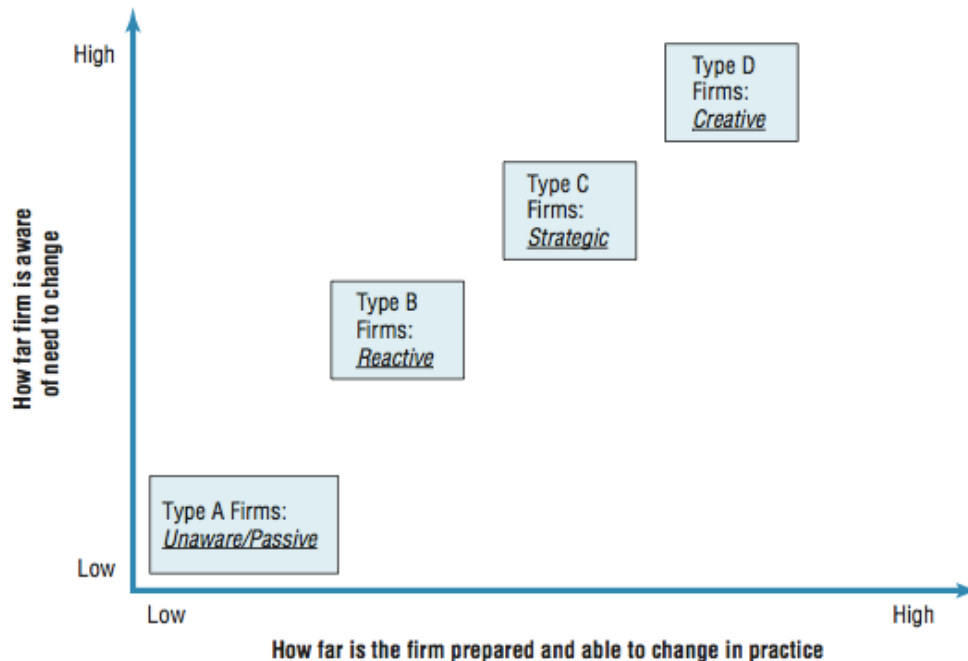 High
Type D
Firms:
Creative
Type C
Firms:
Strategic
How far firm is aware
of need to change
Type B
Firms:
Reactive
Type A Firms:
Unaware/Passive
Low
Low
High
How far is the firm prepared and able to change in practice